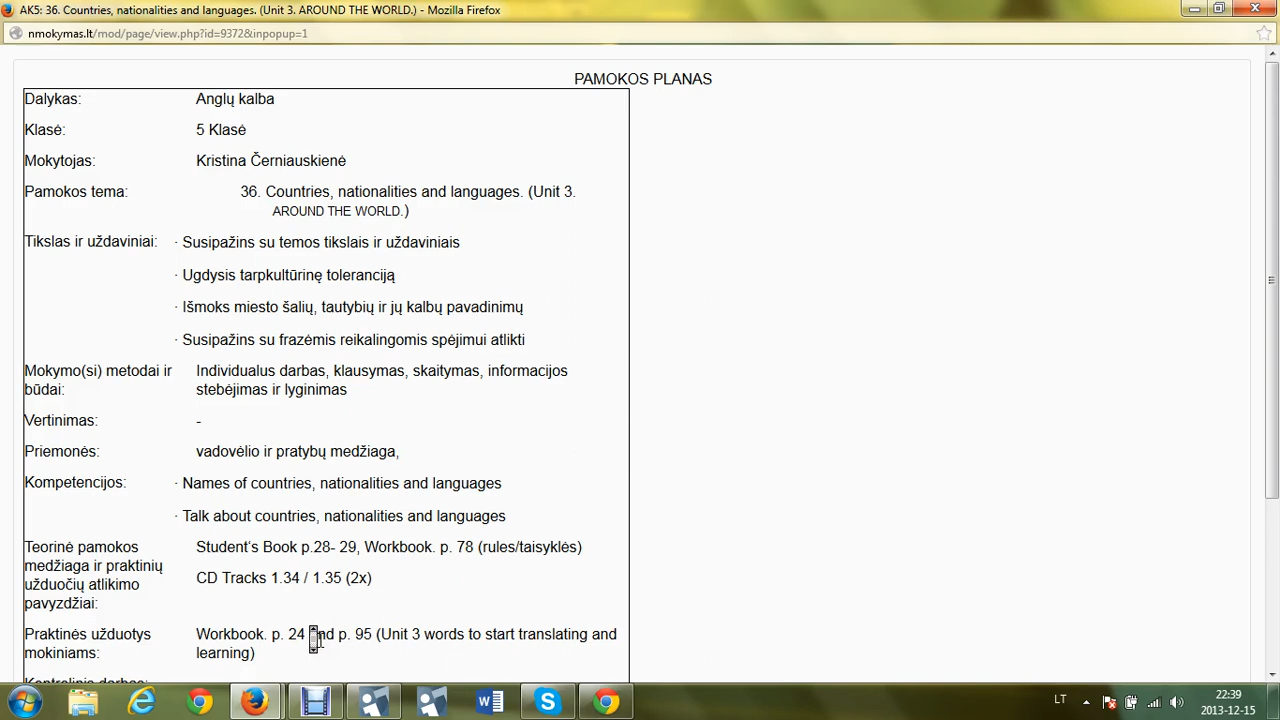 AK5: 36. Countries, nationalities and languages. (Unit 3. AROUND THE WORLD.) - Mozilla Firefox
nmokymas.lt/mod/page/view.php?id=9372&inpopup=1
PAMOKOS PLANAS
Dalykas: Anglų kalba
Klasė: 5 Klasė
Mokytojas: Kristina Černiauskienė
Pamokos tema: 36. Countries, nationalities and languages. (Unit 3.
AROUND THE WORLD.)
Tikslas ir uždaviniai: · Susipažins su temos tikslais ir uždaviniais
· Ugdysis tarpkultūrinę toleranciją
· Išmoks miesto šalių, tautybių ir jų kalbų pavadinimų
· Susipažins su frazėmis reikalingomis spėjimui atlikti
Mokymo(si) metodai ir Individualus darbas, klausymas, skaitymas, informacijos
būdai: stebėjimas ir lyginimas
Vertinimas: -
Priemonės: vadovėlio ir pratybų medžiaga,
Kompetencijos: · Names of countries, nationalities and languages
· Talk about countries, nationalities and languages
Teorinė pamokos Student‘s Book p.28- 29, Workbook. p. 78 (rules/taisyklės)
medžiaga ir praktinių
užduočių atlikimo CD Tracks 1.34 / 1.35 (2x)
pavyzdžiai:
Praktinės užduotys Workbook. p. 24 and p. 95 (Unit 3 words to start translating and
mokiniams: learning)
Kontrolinis darbas:
LT
22:39
2013-12-15